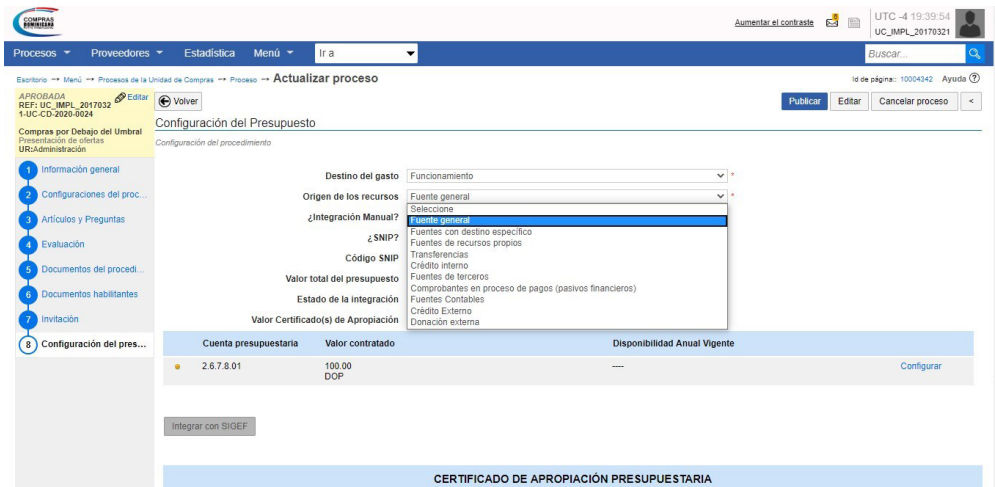 COMPRAS
DOMINICANA
Aumentar el contraste
UTC -4 19:39:54
UC_IMPL_20170321
Procesos Proveedores Estadística Menú Ir a Buscar...
Escritorio → Menú → Procesos de la Unidad de Compras → Proceso → Actualizar proceso
Id de página:: 10004342 Ayuda ?
APROBADA Editar
REF: UC_IMPL_2017032
1-UC-CD-2020-0024
Compras por Debajo del Umbral
Presentación de ofertas
UR:Administración
Volver
Publicar Editar Cancelar proceso <
Configuración del Presupuesto
Configuración del procedimiento
1 Información general
2 Configuraciones del proc...
3 Artículos y Preguntas
4 Evaluación
5 Documentos del procedi...
6 Documentos habilitantes
7 Invitación
8 Configuración del pres...
Destino del gasto Funcionamiento *
Origen de los recursos Fuente general *
¿Integración Manual?
¿SNIP?
Código SNIP
Valor total del presupuesto
Estado de la integración
Valor Certificado(s) de Apropiación
Seleccione
Fuente general
Fuentes con destino específico
Fuentes de recursos propios
Transferencias
Crédito interno
Fuentes de terceros
Comprobantes en proceso de pagos (pasivos financieros)
Fuentes Contables
Crédito Externo
Donación externa
Cuenta presupuestaria Valor contratado Disponibilidad Anual Vigente
2.6.7.8.01 100.00 ---- Configurar
DOP
Integrar con SIGEF
CERTIFICADO DE APROPIACIÓN PRESUPUESTARIA